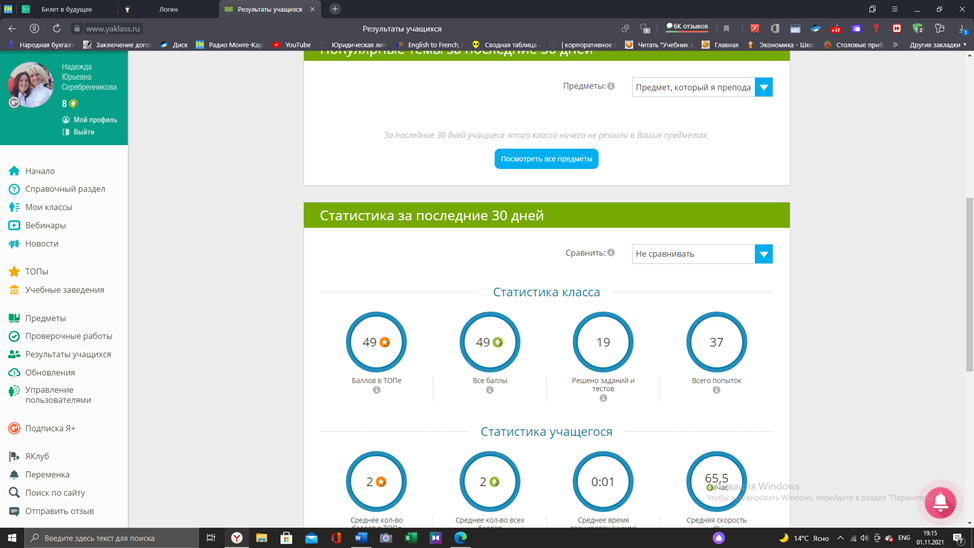 Билет в будущее
Логин
Результаты учащихся
www.yaklass.ru
Результаты учащихся
6К отзывов
Народная бухгал
Заключение догов
Диск
Радио Монте-Кар
YouTube
Юридическая ли
English to French,
Сводная таблица
[корпоративное
Читать "Учебник
Главная
Экономика - Шко
Столовые прибо
Другие закладки
+17
Надежда
Юрьевна
Серебренникова
8
Мой профиль
Выйти
Начало
Справочный раздел
Мои классы
Вебинары
Новости
ТОПы
Учебные заведения
Предметы
Проверочные работы
Результаты учащихся
Обновления
Управление
пользователями
Подписка Я+
ЯКлуб
Переменка
Поиск по сайту
Отправить отзыв
Популярные темы за последние 30 дней
Предметы:
Предмет, который я препода
За последние 30 дней учащиеся этого класса ничего не решили в Ваших предметах.
Посмотреть все предметы
Статистика за последние 30 дней
Сравнить:
Не сравнивать
Статистика класса
49
49
19
37
Баллов в ТОПе
Все баллы
Решено заданий и
тестов
Всего попыток
Статистика учащегося
2
2
0:01
65,5
/час
Среднее кол-во
баллов в ТОПе
Среднее кол-во всех
баллов
Среднее время
Средняя скорость
Активация Windows
Чтобы активировать Windows, перейдите в раздел "Параметры
Введите здесь текст для поиска
14°C Ясно
ENG
19:15
01.11.2021